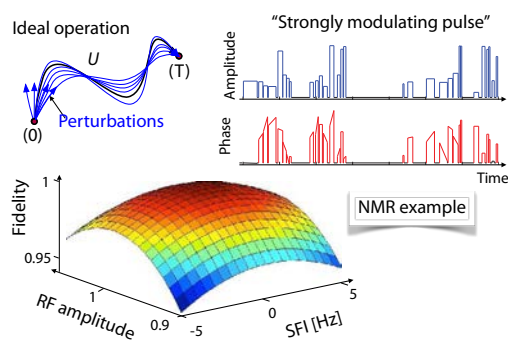 Ideal operation
U
(T)
(0)
Perturbations
“Strongly modulating pulse”
Amplitude
Phase
Time
NMR example
Fidelity
1
0.95
RF amplitude
1
0.9
-5
0
5
SFI [Hz]